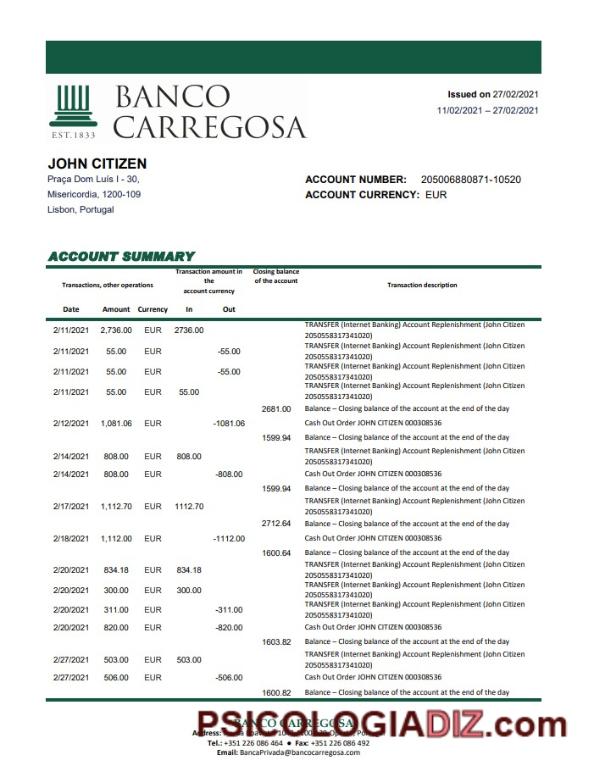 Issued on 27/02/2021
BANCO
CARREGOSA
EST.1833
11/02/2021 – 27/02/2021
JOHN CITIZEN
Praça Dom Luís I - 30,
Misericordia, 1200-109
Lisbon, Portugal
ACCOUNT NUMBER: 205006880871-10520
ACCOUNT CURRENCY: EUR
ACCOUNT SUMMARY
Transactions, other operations
Transaction amount in
the
account currency
Closing balance
of the account
Transaction description
Date Amount Currency In Out
2/11/2021 2,736.00 EUR 2736.00 TRANSFER (Internet Banking) Account Replenishment (John Citizen
2050558317341020)
2/11/2021 55.00 EUR -55.00 TRANSFER (Internet Banking) Account Replenishment (John Citizen
2050558317341020)
2/11/2021 55.00 EUR -55.00 TRANSFER (Internet Banking) Account Replenishment (John Citizen
2050558317341020)
2/11/2021 55.00 EUR 55.00 TRANSFER (Internet Banking) Account Replenishment (John Citizen
2050558317341020)
2681.00 Balance – Closing balance of the account at the end of the day
2/12/2021 1,081.06 EUR -1081.06 Cash Out Order JOHN CITIZEN 000308536
1599.94 Balance – Closing balance of the account at the end of the day
2/14/2021 808.00 EUR 808.00 TRANSFER (Internet Banking) Account Replenishment (John Citizen
2050558317341020)
2/14/2021 808.00 EUR -808.00 Cash Out Order JOHN CITIZEN 000308536
1599.94 Balance – Closing balance of the account at the end of the day
2/17/2021 1,112.70 EUR 1112.70 TRANSFER (Internet Banking) Account Replenishment (John Citizen
2050558317341020)
2712.64 Balance – Closing balance of the account at the end of the day
2/18/2021 1,112.00 EUR -1112.00 Cash Out Order JOHN CITIZEN 000308536
1600.64 Balance – Closing balance of the account at the end of the day
2/20/2021 834.18 EUR 834.18 TRANSFER (Internet Banking) Account Replenishment (John Citizen
2050558317341020)
2/20/2021 300.00 EUR 300.00 TRANSFER (Internet Banking) Account Replenishment (John Citizen
2050558317341020)
2/20/2021 311.00 EUR -311.00 TRANSFER (Internet Banking) Account Replenishment (John Citizen
2050558317341020)
2/20/2021 820.00 EUR -820.00 Cash Out Order JOHN CITIZEN 000308536
1603.82 Balance – Closing balance of the account at the end of the day
2/27/2021 503.00 EUR 503.00 TRANSFER (Internet Banking) Account Replenishment (John Citizen
2050558317341020)
2/27/2021 506.00 EUR -506.00 Cash Out Order JOHN CITIZEN 000308536
1600.82 Balance – Closing balance of the account at the end of the day
BANCO CARREGOSA
PSICOLOGIADIZ.com
Address:
Tel.: +351 226 086 464 ● Fax: +351 226 086 492
Email: BancaPrivada@bancocarregosa.com